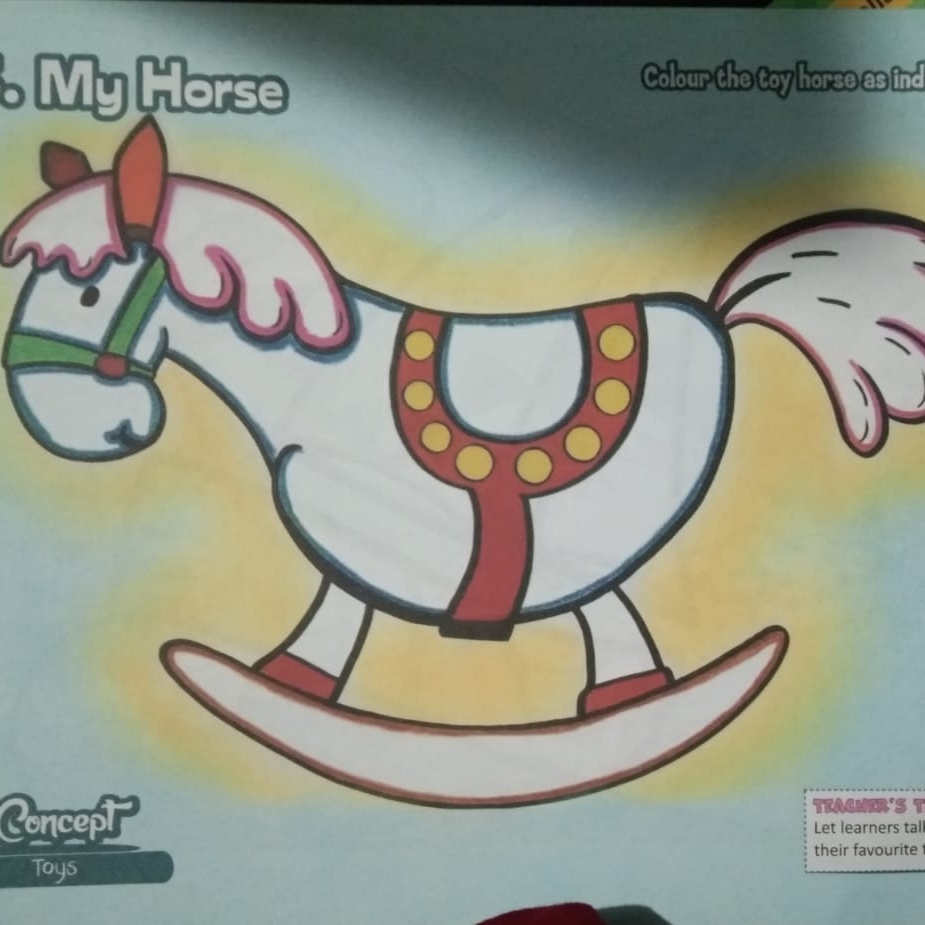 . My Horse
Colour the toy horse as ind
Concept
Toys
TEACHER'S T
Let learners talk
their favourite t